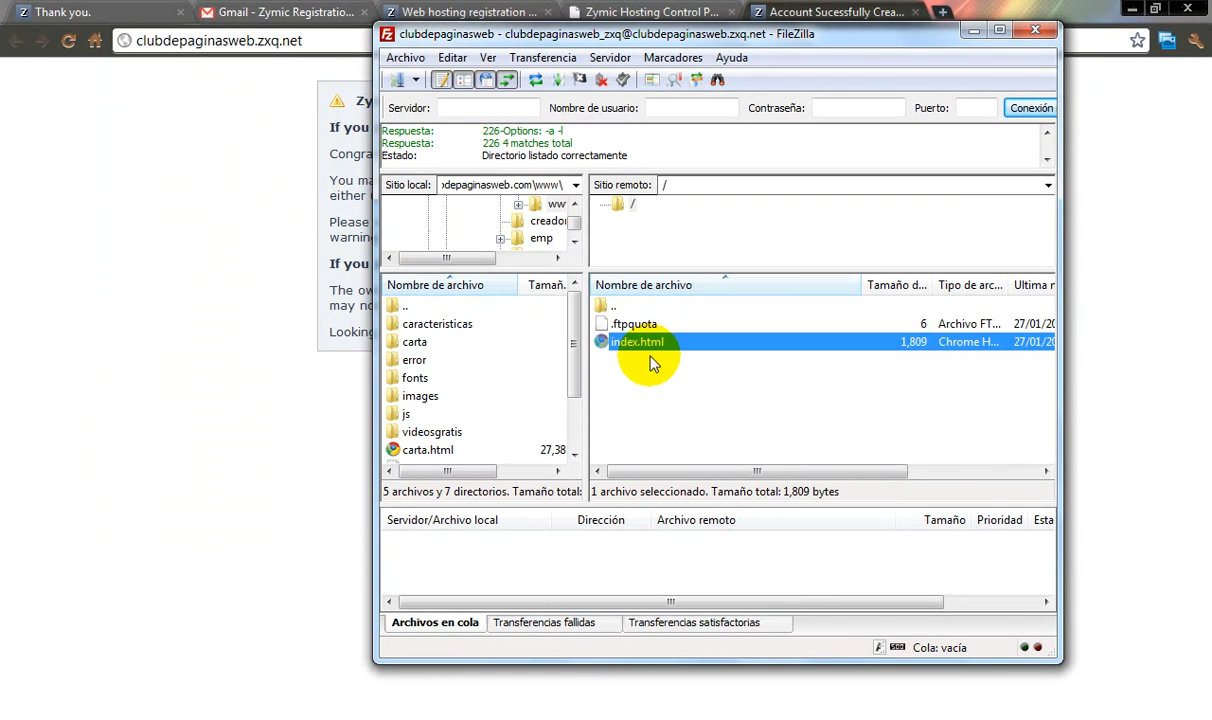 Thank you.
Gmail - Zymic Registratio...
Web hosting registration ...
Zymic Hosting Control P...
Account Sucessfully Crea...
clubdepaginasweb.zxq.net
clubdepaginasweb - clubdepaginasweb_zxq@clubdepaginasweb.zxq.net - FileZilla
Archivo Editar Ver Transferencia Servidor Marcadores Ayuda
Servidor: Nombre de usuario: Contraseña: Puerto: Conexión
Respuesta: 226-Options: -a -l
Respuesta: 226 4 matches total
Estado: Directorio listado correctamente
Sitio local: depaginasweb.com\www\
Sitio remoto: /
ww
creador
emp
/
Nombre de archivo Tamañ...
..
caracteristicas
carta
error
fonts
images
js
videosgratis
carta.html 27,38
5 archivos y 7 directorios. Tamaño total:
Nombre de archivo Tamaño d... Tipo de arc... Ultima
..
.ftpquota 6 Archivo FT... 27/01/20
index.html 1,809 Chrome H... 27/01/20
1 archivo seleccionado. Tamaño total: 1,809 bytes
Servidor/Archivo local Dirección Archivo remoto Tamaño Prioridad Esta
Archivos en cola Transferencias fallidas Transferencias satisfactorias
Cola: vacía
Zy
If you
Congra
You ma
either
Please
warnin
If you
The ow
may no
Looking